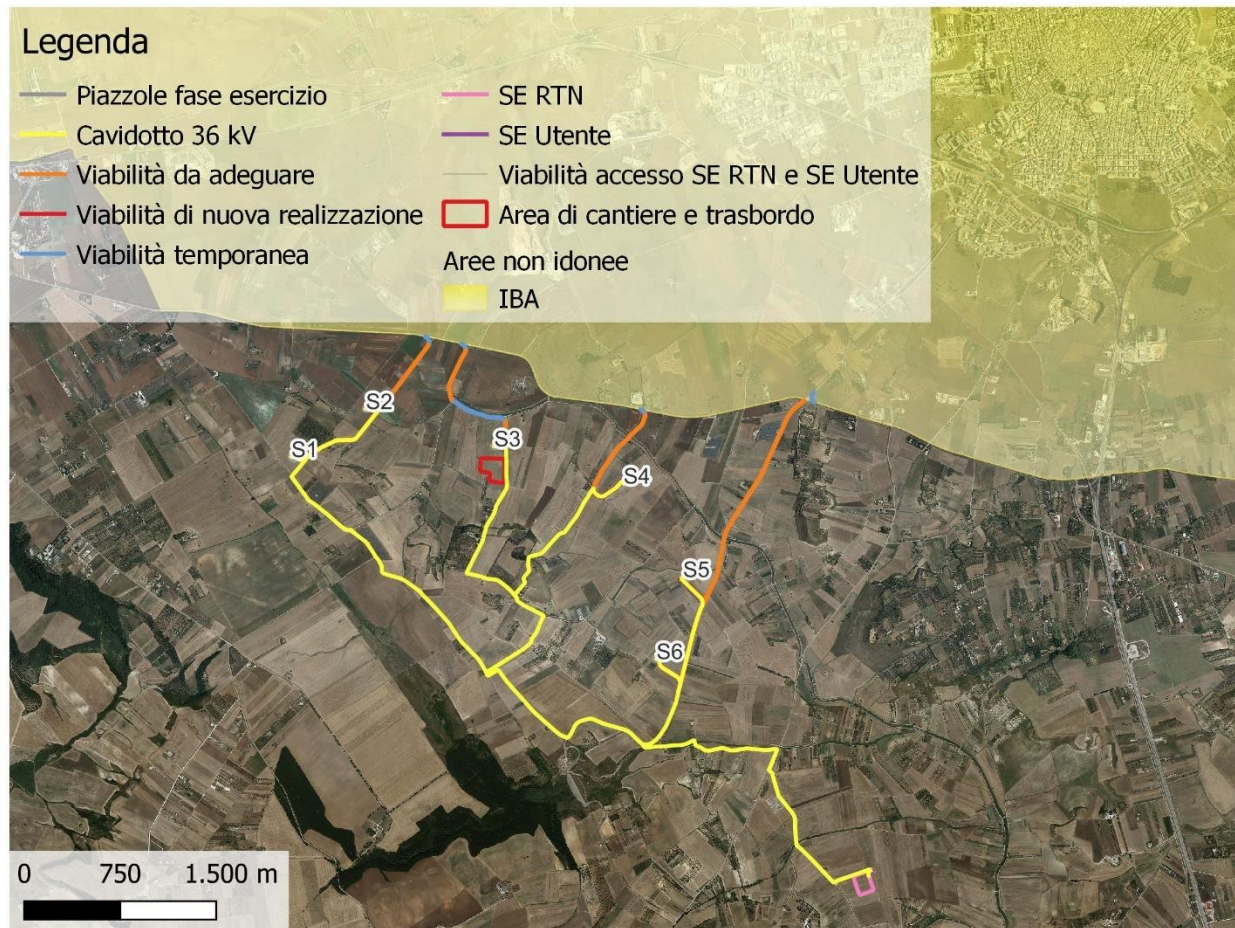 Legenda
Piazzole fase esercizio
Cavidotto 36 kV
Viabilità da adeguare
Viabilità di nuova realizzazione
Viabilità temporanea
SE RTN
SE Utente
Viabilità accesso SE RTN e SE Utente
Area di cantiere e trasbordo
Aree non idonee
IBA
S2
S1
S3
S4
S5
S6
0 750 1.500 m